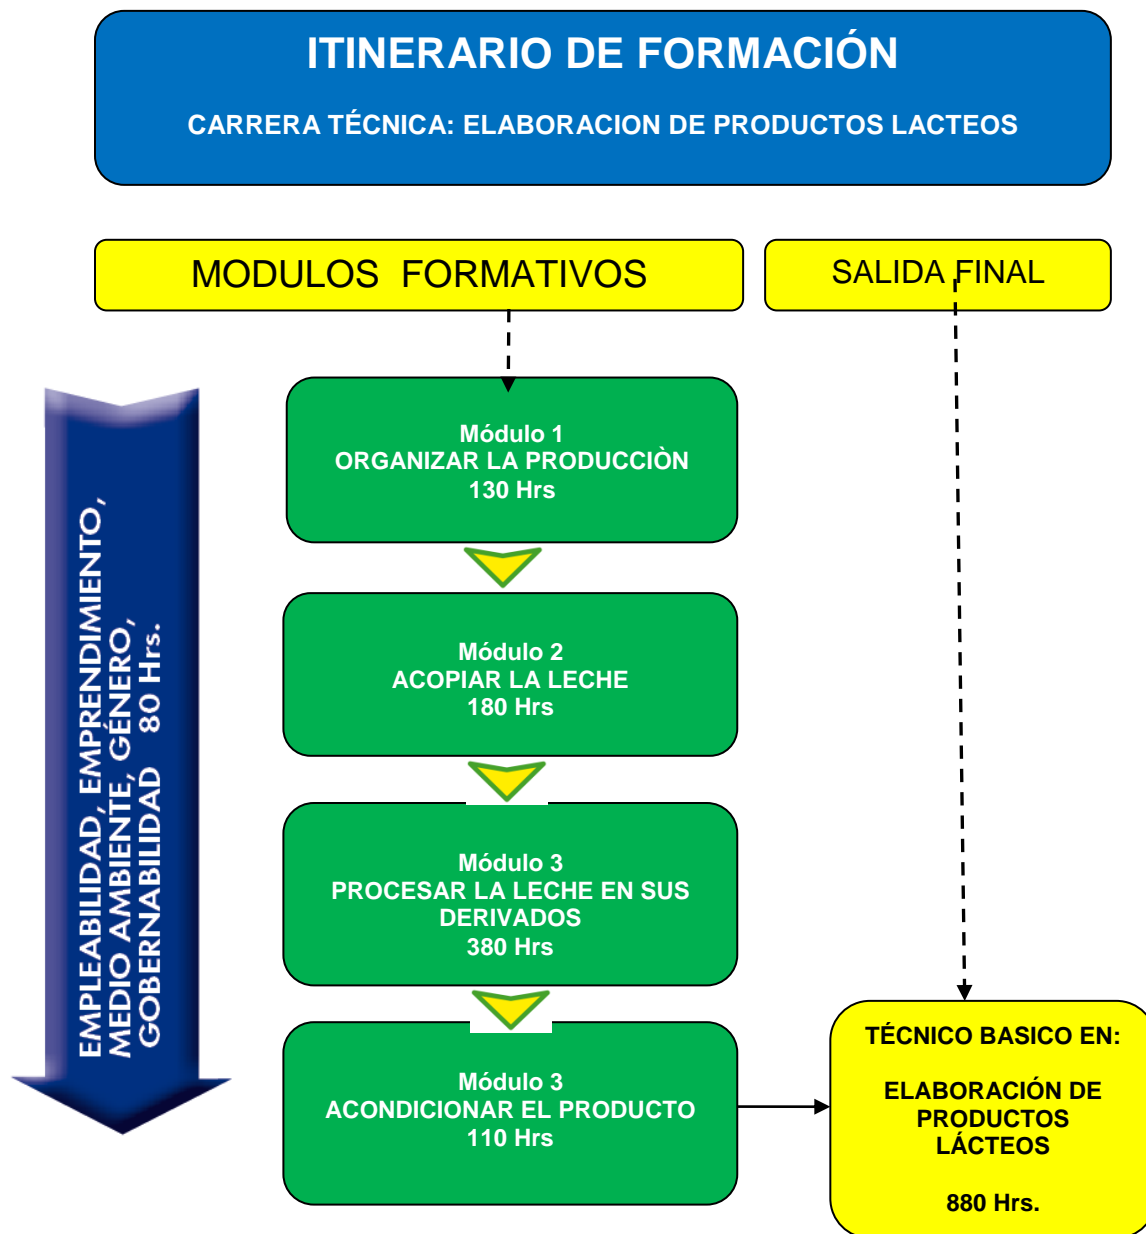 ITINERARIO DE FORMACIÓN
CARRERA TÉCNICA: ELABORACION DE PRODUCTOS LACTEOS
MODULOS FORMATIVOS
SALIDA FINAL
EMPLEABILIDAD, EMPRENDIMIENTO,
MEDIO AMBIENTE, GÉNERO,
GOBERNABILIDAD 80 Hrs.
Módulo 1
ORGANIZAR LA PRODUCCIÒN
130 Hrs
Módulo 2
ACOPIAR LA LECHE
180 Hrs
Módulo 3
PROCESAR LA LECHE EN SUS
DERIVADOS
380 Hrs
Módulo 3
ACONDICIONAR EL PRODUCTO
110 Hrs
TÉCNICO BASICO EN:
ELABORACIÓN DE
PRODUCTOS
LÁCTEOS
880 Hrs.